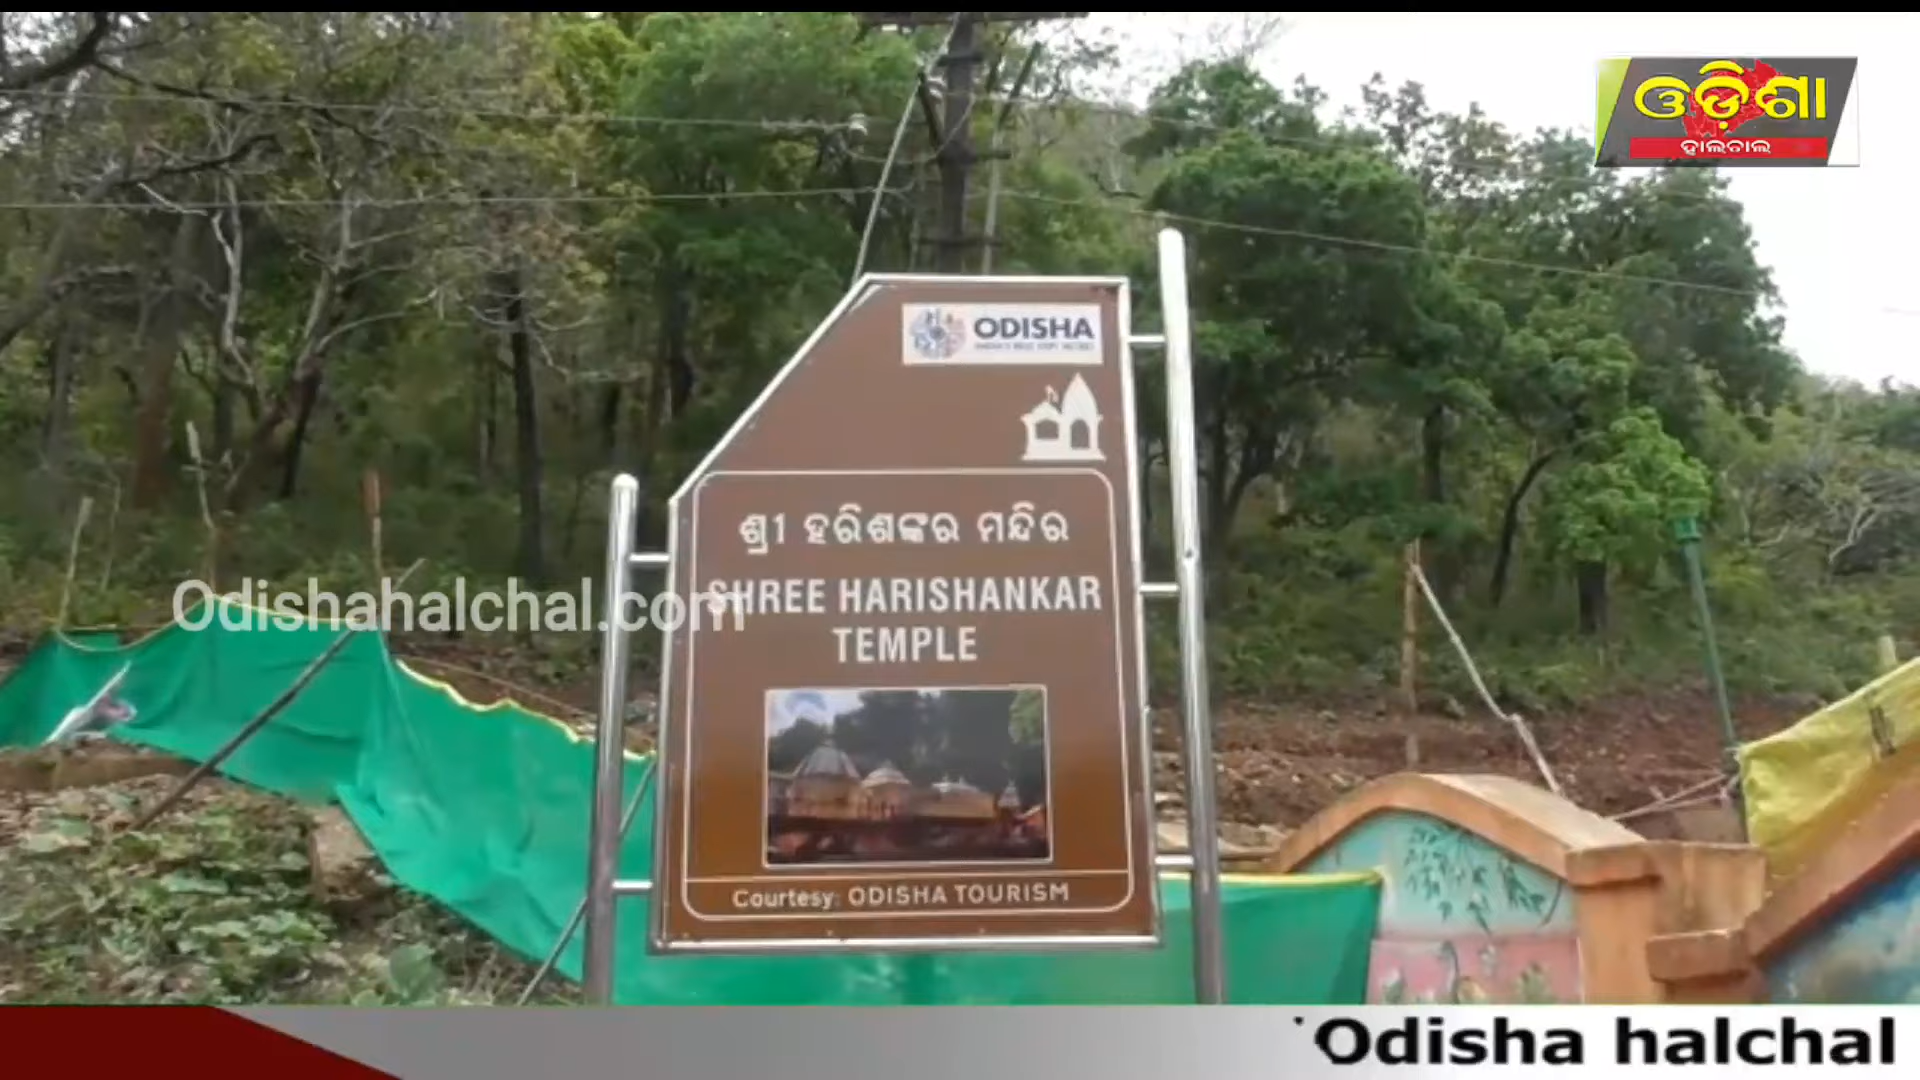 ଓଡ଼ିଶା
ହାଲଚାଲ
ODISHA
ଶ୍ରୀ ହରିଶଙ୍କର ମନ୍ଦିର
SHREE HARISHANKAR
TEMPLE
Odishahalchal.com
Courtesy: ODISHA TOURISM
Odisha halchal